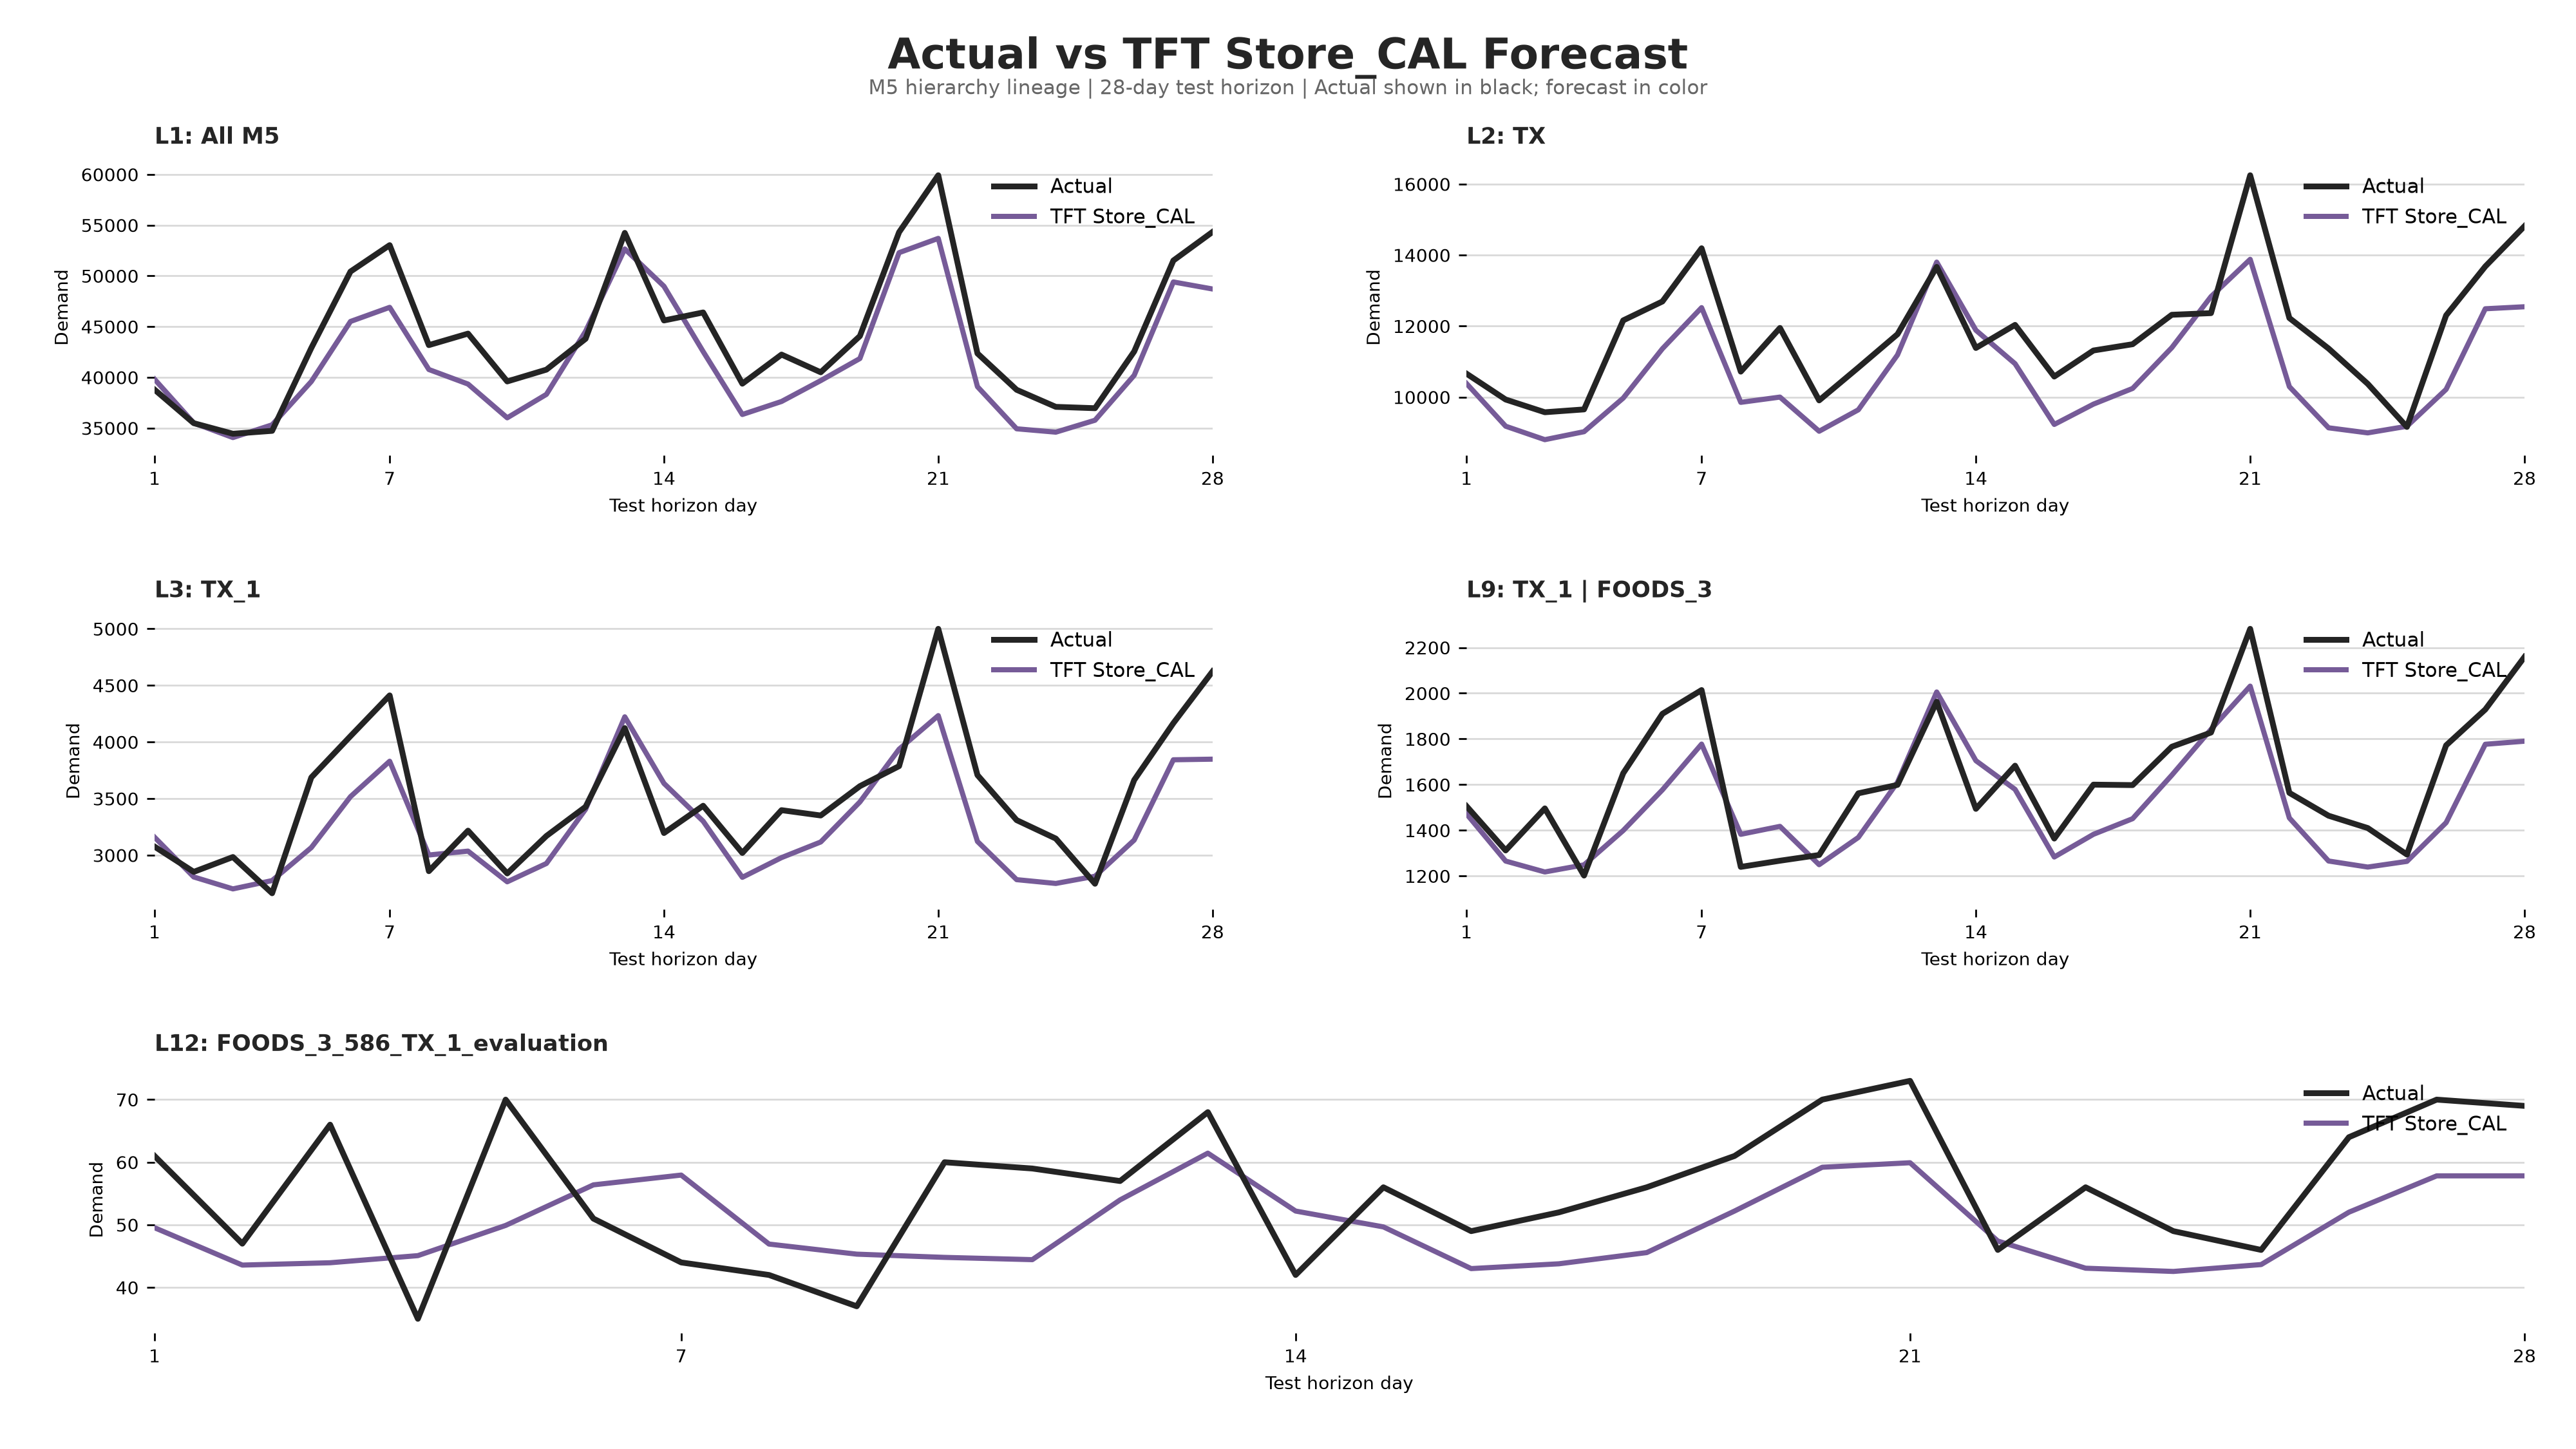 Actual vs TFT Store_CAL Forecast
M5 hierarchy lineage | 28-day test horizon | Actual shown in black; forecast in color
L1: All M5
60000
55000
50000
45000
40000
35000
Demand
Actual
TFT Store_CAL
1 7 14 21 28
Test horizon day
L2: TX
16000
14000
12000
10000
Demand
Actual
TFT Store_CAL
1 7 14 21 28
Test horizon day
L3: TX_1
5000
4500
4000
3500
3000
Demand
Actual
TFT Store_CAL
1 7 14 21 28
Test horizon day
L9: TX_1 | FOODS_3
2200
2000
1800
1600
1400
1200
Demand
Actual
TFT Store_CAL
1 7 14 21 28
Test horizon day
L12: FOODS_3_586_TX_1_evaluation
70
60
50
40
Demand
Actual
TFT Store_CAL
1 7 14 21 28
Test horizon day